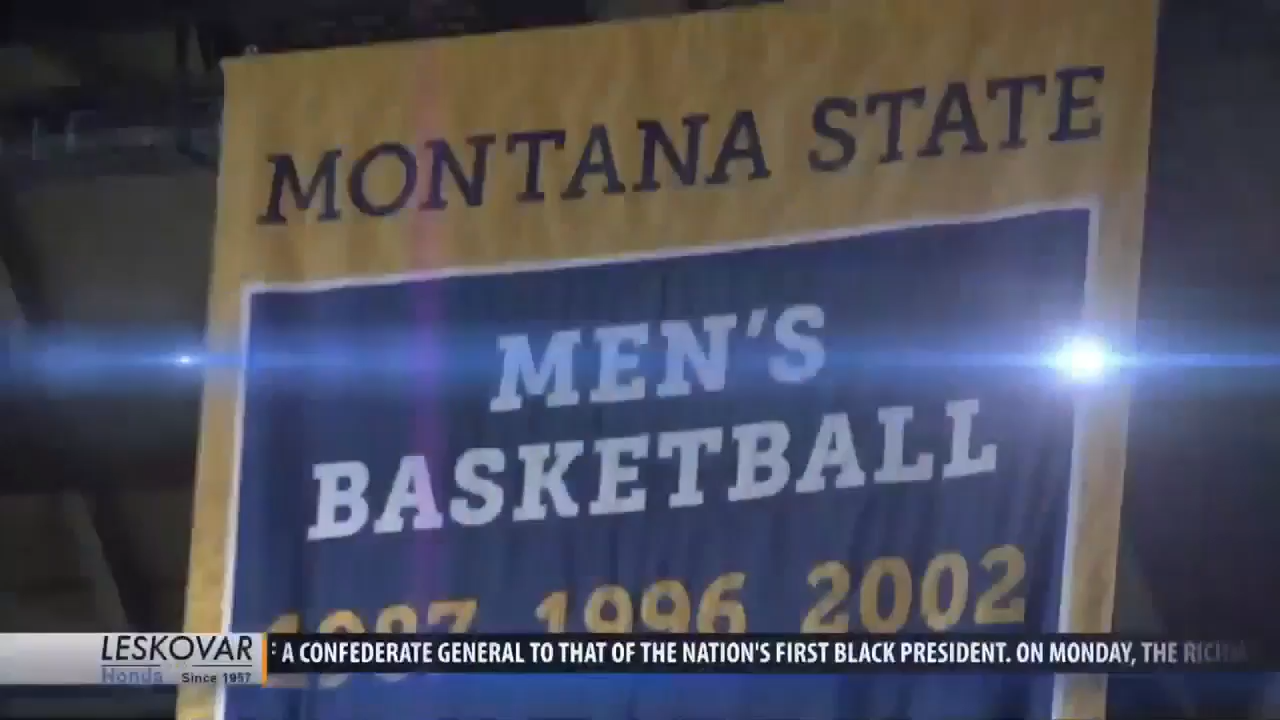 MONTANA STATE
MEN'S
BASKETBALL
1987 1996 2002
LESKOVAR
Honda Since 1957
: A CONFEDERATE GENERAL TO THAT OF THE NATION'S FIRST BLACK PRESIDENT. ON MONDAY, THE